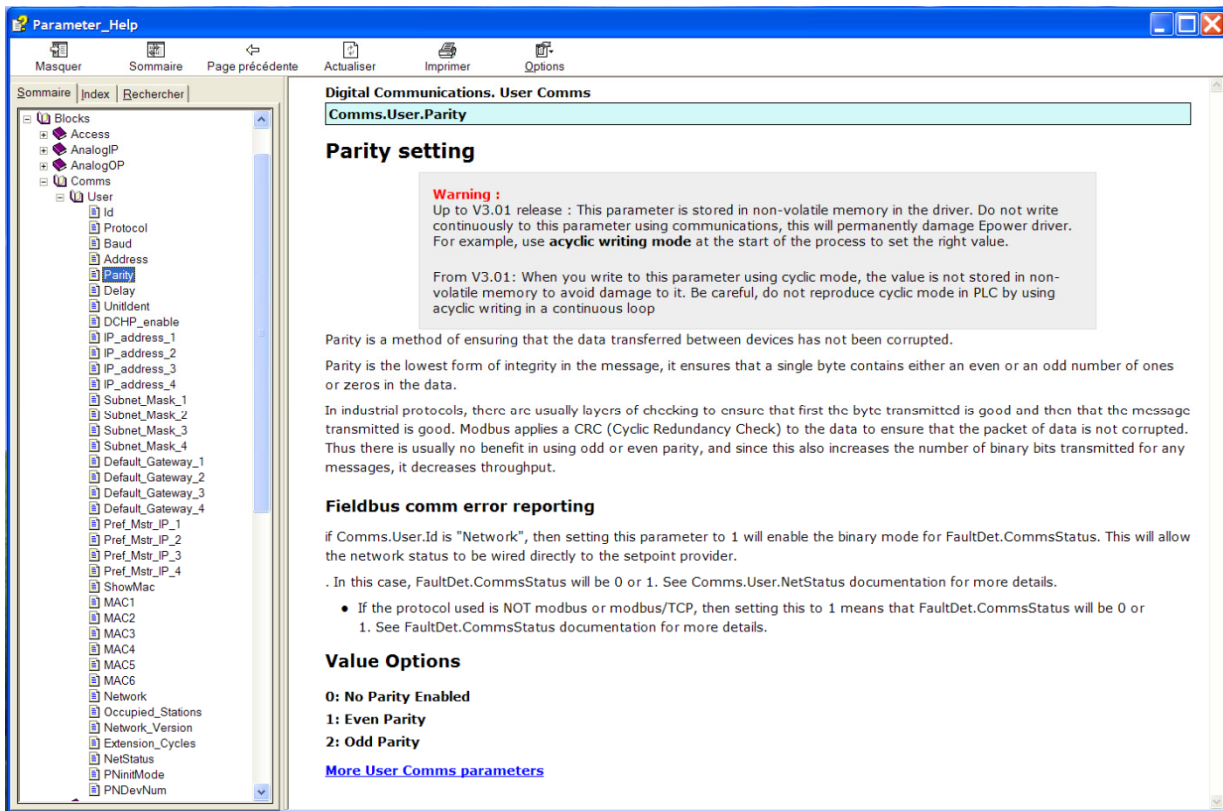 Parameter_Help
Masquer Sommaire Page précédente Actualiser Imprimer Options
Sommaire Index Rechercher
Blocks
Access
AnalogIP
AnalogOP
Comms
User
Id
Protocol
Baud
Address
Parity
Delay
UnitIdent
DCHP_enable
IP_address_1
IP_address_2
IP_address_3
IP_address_4
Subnet_Mask_1
Subnet_Mask_2
Subnet_Mask_3
Subnet_Mask_4
Default_Gateway_1
Default_Gateway_2
Default_Gateway_3
Default_Gateway_4
Pref_Mstr_IP_1
Pref_Mstr_IP_2
Pref_Mstr_IP_3
Pref_Mstr_IP_4
ShowMac
MAC1
MAC2
MAC3
MAC4
MAC5
MAC6
Network
Occupied_Stations
Network_Version
Extension_Cycles
NetStatus
PNinitMode
PNDevNum
Digital Communications. User Comms
Comms.User.Parity
Parity setting
Warning :
Up to V3.01 release : This parameter is stored in non-volatile memory in the driver. Do not write
continuously to this parameter using communications, this will permanently damage Epower driver.
For example, use acyclic writing mode at the start of the process to set the right value.
From V3.01: When you write to this parameter using cyclic mode, the value is not stored in non-
volatile memory to avoid damage to it. Be careful, do not reproduce cyclic mode in PLC by using
acyclic writing in a continuous loop
Parity is a method of ensuring that the data transferred between devices has not been corrupted.
Parity is the lowest form of integrity in the message, it ensures that a single byte contains either an even or an odd number of ones
or zeros in the data.
In industrial protocols, there are usually layers of checking to ensure that first the byte transmitted is good and then that the message
transmitted is good. Modbus applies a CRC (Cyclic Redundancy Check) to the data to ensure that the packet of data is not corrupted.
Thus there is usually no benefit in using odd or even parity, and since this also increases the number of binary bits transmitted for any
messages, it decreases throughput.
Fieldbus comm error reporting
if Comms.User.Id is "Network", then setting this parameter to 1 will enable the binary mode for FaultDet.CommsStatus. This will allow
the network status to be wired directly to the setpoint provider.
. In this case, FaultDet.CommsStatus will be 0 or 1. See Comms.User.NetStatus documentation for more details.
• If the protocol used is NOT modbus or modbus/TCP, then setting this to 1 means that FaultDet.CommsStatus will be 0 or
1. See FaultDet.CommsStatus documentation for more details.
Value Options
0: No Parity Enabled
1: Even Parity
2: Odd Parity
More User Comms parameters